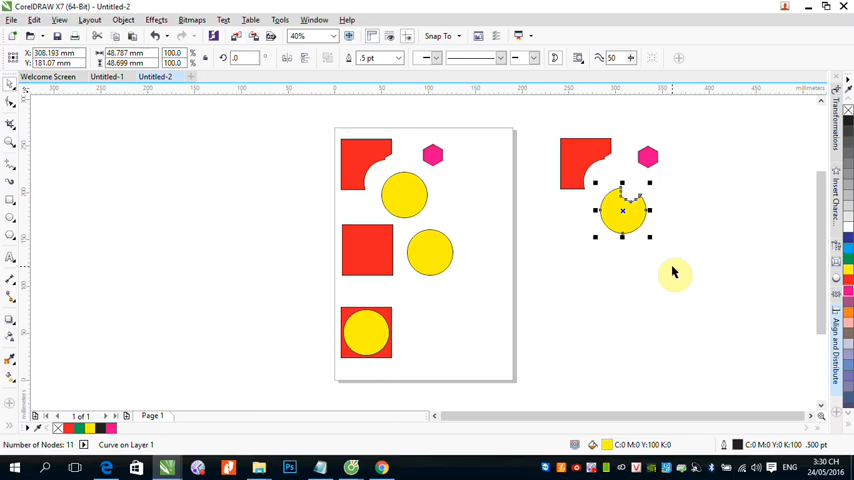 CorelDRAW X7 (64-Bit) - Untitled-2
File Edit View Layout Object Effects Bitmaps Text Table Tools Window Help
40% Snap To
X: 308.193 mm 48.787 mm 100.0 % .0 .5 pt 50
Y: 181.07 mm 48.699 mm 100.0 %
Welcome Screen Untitled-1 Untitled-2
300 250 200 150 100 50 0 50 100 150 200 250 300 350 400 450 millimeters
Transformations
Insert Charac...
Align and Distribute
1 of 1 Page 1
Number of Nodes: 11 Curve on Layer 1 C:0 M:0 Y:100 K:0 C:0 M:0 Y:0 K:100 .500 pt
ENG 3:30 CH
24/05/2016